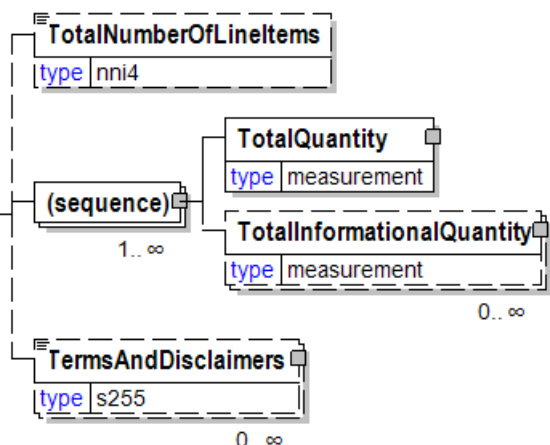 TotalNumberOfLineItems
type nni4
TotalQuantity
type measurement
(sequence)
1.. ∞
TotalInformationalQuantity
type measurement
0.. ∞
TermsAndDisclaimers
type s255
0.. ∞